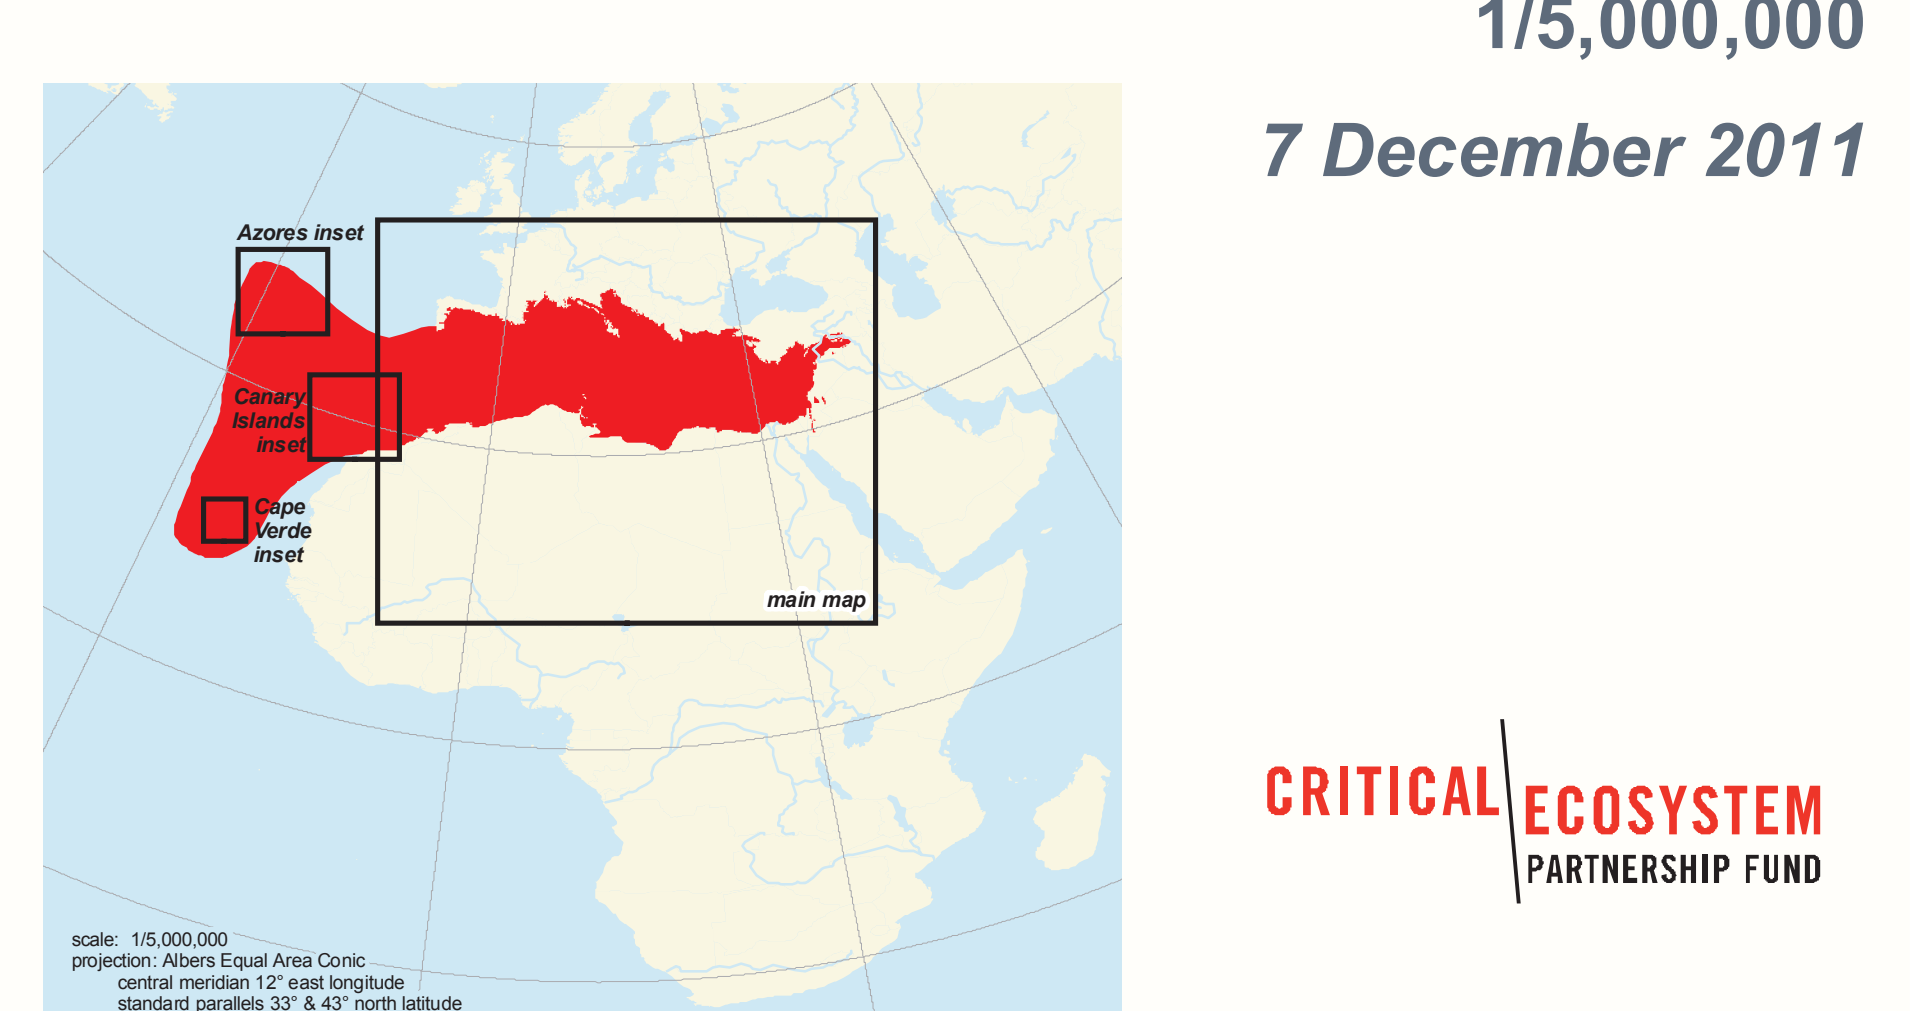 1/5,000,000
7 December 2011
Azores inset
Canary
Islands
inset
Cape
Verde
inset
main map
scale: 1/5,000,000
projection: Albers Equal Area Conic
central meridian 12° east longitude
standard parallels 33° & 43° north latitude
CRITICAL
ECOSYSTEM
PARTNERSHIP FUND